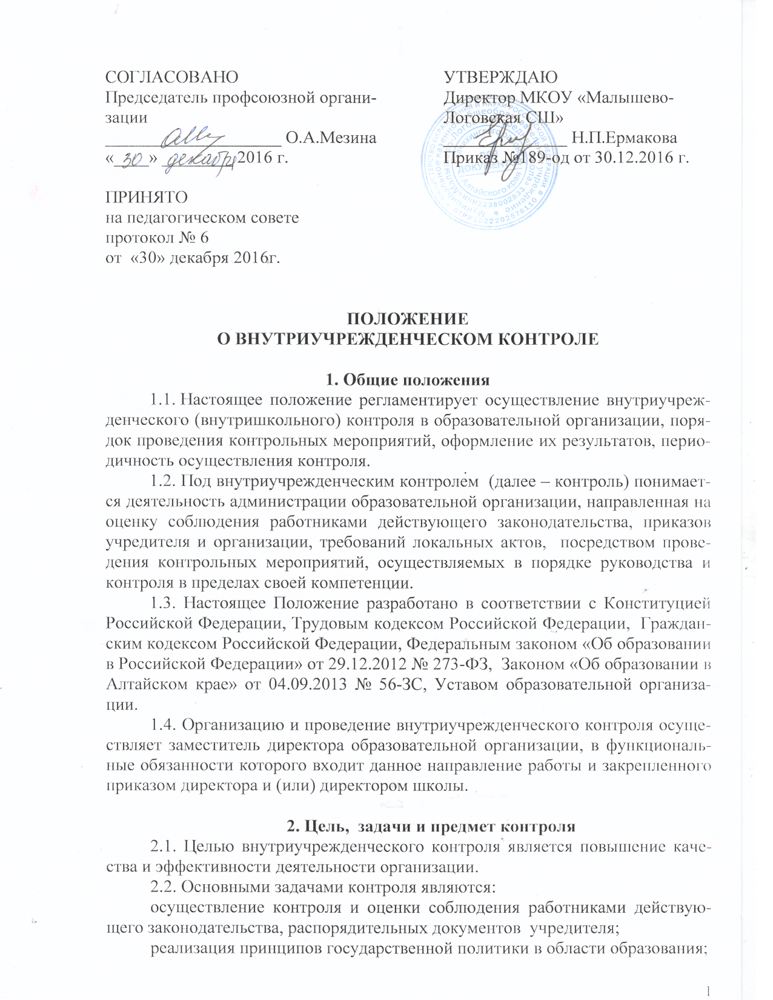 СОГЛАСОВАНО
Председатель профсоюзной органи-
зации
О.А.Мезина
«30» декабря 2016 г.
УТВЕРЖДАЮ
Директор МКОУ «Малышево-
Логовская СШ»
Н.П.Ермакова
Приказ №189-од от 30.12.2016 г.
ДОКУМЕНТОВ
Алтайского края
ИНН2238002833
ОГРН1022202576110
ПРИНЯТО
на педагогическом совете
протокол № 6
от «30» декабря 2016г.
ПОЛОЖЕНИЕ
О ВНУТРИУЧРЕЖДЕНЧЕСКОМ КОНТРОЛЕ
1. Общие положения
1.1. Настоящее положение регламентирует осуществление внутриучреж-
денческого (внутришкольного) контроля в образовательной организации, поря-
док проведения контрольных мероприятий, оформление их результатов, перио-
дичность осуществления контроля.
1.2. Под внутриучрежденческим контролем (далее – контроль) понимает-
ся деятельность администрации образовательной организации, направленная на
оценку соблюдения работниками действующего законодательства, приказов
учредителя и организации, требований локальных актов, посредством прове-
дения контрольных мероприятий, осуществляемых в порядке руководства и
контроля в пределах своей компетенции.
1.3. Настоящее Положение разработано в соответствии с Конституцией
Российской Федерации, Трудовым кодексом Российской Федерации, Граждан-
ским кодексом Российской Федерации, Федеральным законом «Об образовании
в Российской Федерации» от 29.12.2012 № 273-ФЗ, Законом «Об образовании в
Алтайском крае» от 04.09.2013 № 56-ЗС, Уставом образовательной организа-
ции.
1.4. Организацию и проведение внутриучрежденческого контроля осуще-
ствляет заместитель директора образовательной организации, в функциональ-
ные обязанности которого входит данное направление работы и закрепленного
приказом директора и (или) директором школы.
2. Цель, задачи и предмет контроля
2.1. Целью внутриучрежденческого контроля является повышение каче-
ства и эффективности деятельности организации.
2.2. Основными задачами контроля являются:
осуществление контроля и оценки соблюдения работниками действую-
щего законодательства, распорядительных документов учредителя;
реализация принципов государственной политики в области образования;
1